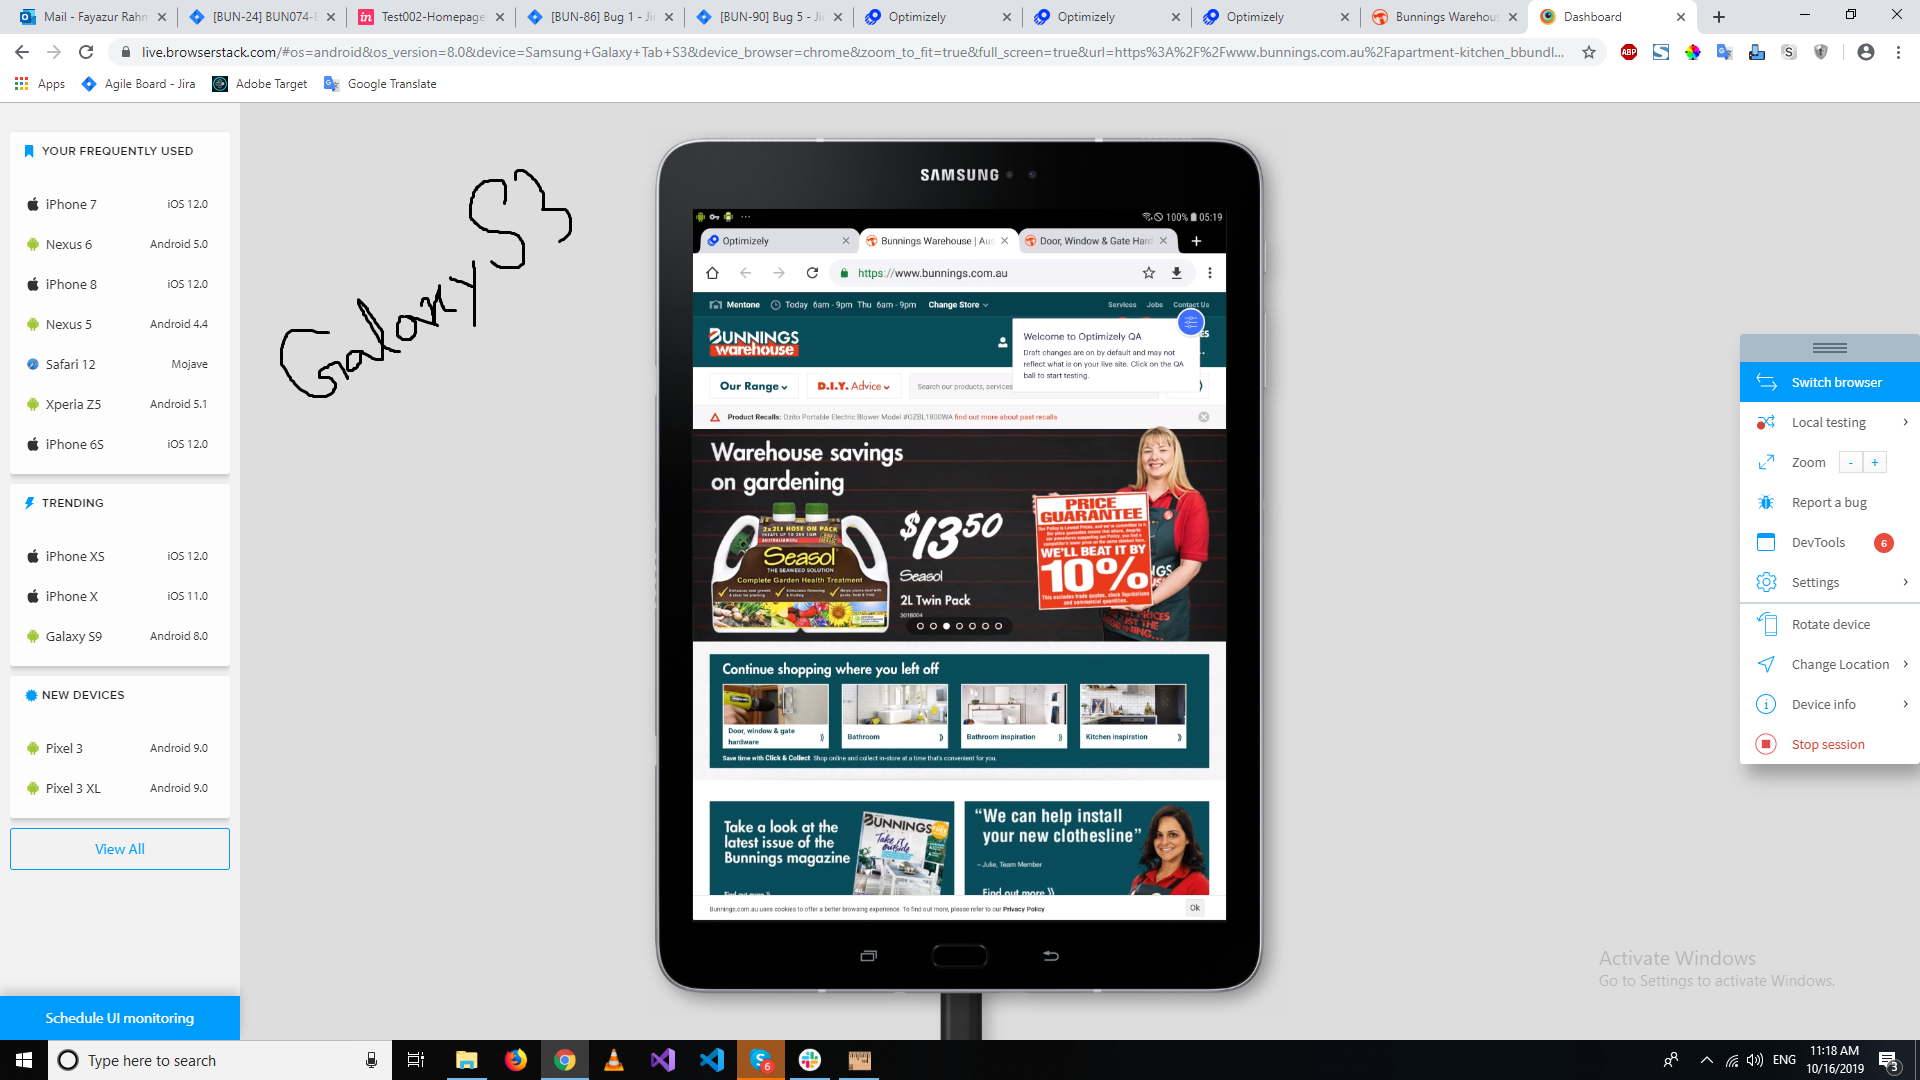 Mail - Fayazur Rahm
[BUN-24] BUN074-
Test002-Homepage
[BUN-86] Bug 1 - Ji
[BUN-90] Bug 5 - Ji
Optimizely
Optimizely
Optimizely
Bunnings Warehous
Dashboard
live.browserstack.com/#os=android&os_version=8.0&device=Samsung+Galaxy+Tab+S3&device_browser=chrome&zoom_to_fit=true&full_screen=true&url=https%3A%2F%2Fwww.bunnings.com.au%2Fapartment-kitchen_bbundl...
Apps
Agile Board - Jira
Adobe Target
Google Translate
YOUR FREQUENTLY USED
iPhone 7 iOS 12.0
Nexus 6 Android 5.0
iPhone 8 iOS 12.0
Nexus 5 Android 4.4
Safari 12 Mojave
Xperia Z5 Android 5.1
iPhone 6S iOS 12.0
TRENDING
iPhone XS iOS 12.0
iPhone X iOS 11.0
Galaxy S9 Android 8.0
NEW DEVICES
Pixel 3 Android 9.0
Pixel 3 XL Android 9.0
View All
Schedule UI monitoring
Galaxy S3
SAMSUNG
100% 05:19
Optimizely
Bunnings Warehouse | Aus
Door, Window & Gate Hard
https://www.bunnings.com.au
Mentone Today 6am - 9pm Thu 6am - 9pm Change Store
Services Jobs Contact Us
BUNNINGS
warehouse
Welcome to Optimizely QA
Draft changes are on by default and may not
reflect what is on your live site. Click on the QA
ball to start testing.
Our Range
D.I.Y. Advice
Search our products, services
Product Recalls: Ozito Portable Electric Blower Model #OZBL1800WA find out more about past recalls
Warehouse savings
on gardening
$13.50
Seasol
2L Twin Pack
2x2Lt HOSE ON PACK
Seasol
THE SEAWEED SOLUTION
Complete Garden Health Treatment
PRICE
GUARANTEE
WE'LL BEAT IT BY
10%
Continue shopping where you left off
Door, window & gate
hardware
Bathroom
Bathroom inspiration
Kitchen inspiration
Save time with Click & Collect Shop online and collect in-store at a time that's convenient for you.
Take a look at the
latest issue of the
Bunnings magazine
Find out more
BUNNINGS
Take it
outside
“We can help install
your new clothesline”
– Julie, Team Member
Find out more
Bunnings.com.au uses cookies to offer a better browsing experience. To find out more, please refer to our Privacy Policy
Ok
Switch browser
Local testing
Zoom - +
Report a bug
DevTools 6
Settings
Rotate device
Change Location
Device info
Stop session
Activate Windows
Go to Settings to activate Windows.
Type here to search
6
ENG
11:18 AM
10/16/2019
3